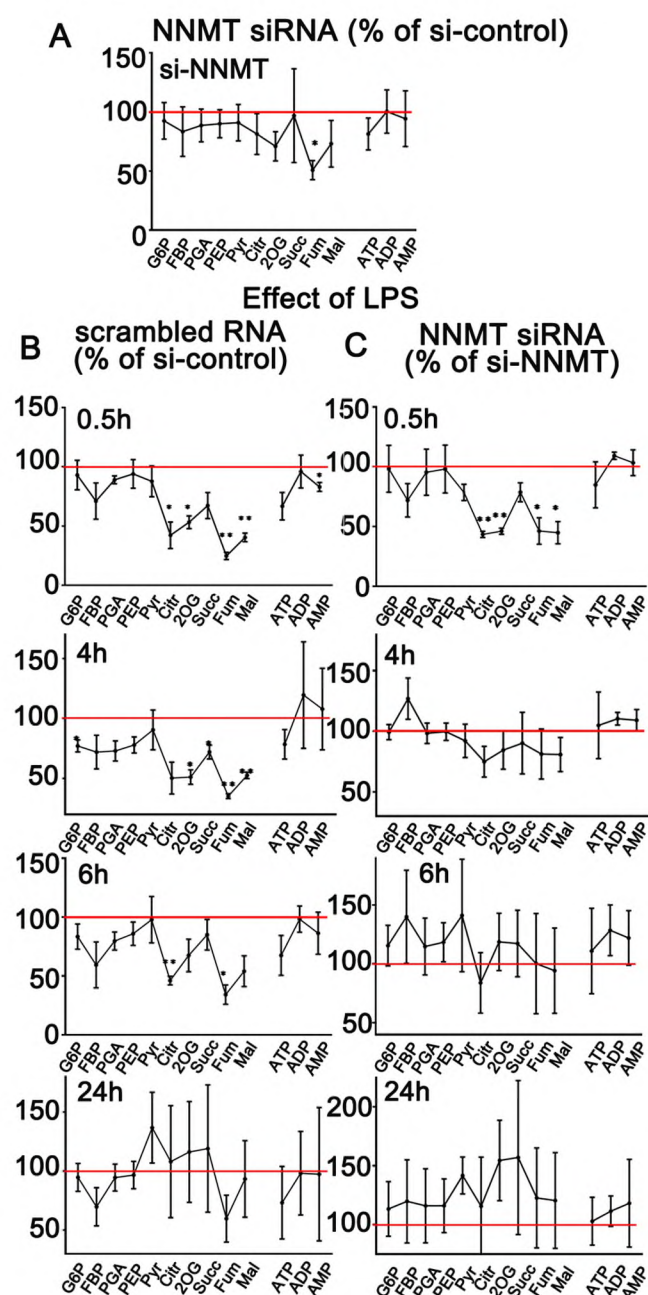 A NNMT siRNA (% of si-control)
si-NNMT
150
100
50
0
*
G6P FBP PGA PEP Pyr Citr 2OG Succ Fum Mal ATP ADP AMP
Effect of LPS
B scrambled RNA
(% of si-control)
C NNMT siRNA
(% of si-NNMT)
0.5h
150
100
50
0
* * ** ** *
G6P FBP PGA PEP Pyr Citr 2OG Succ Fum Mal ATP ADP AMP
0.5h
150
100
50
0
** ** * *
G6P FBP PGA PEP Pyr Citr 2OG Succ Fum Mal ATP ADP AMP
4h
150
100
50
* * * ** **
G6P FBP PGA PEP Pyr Citr 2OG Succ Fum Mal ATP ADP AMP
4h
150
100
50
G6P FBP PGA PEP Pyr Citr 2OG Succ Fum Mal ATP ADP AMP
6h
150
100
50
0
** *
G6P FBP PGA PEP Pyr Citr 2OG Succ Fum Mal ATP ADP AMP
6h
150
100
50
G6P FBP PGA PEP Pyr Citr 2OG Succ Fum Mal ATP ADP AMP
24h
150
100
50
G6P FBP PGA PEP Pyr Citr 2OG Succ Fum Mal ATP ADP AMP
24h
200
150
100
G6P FBP PGA PEP Pyr Citr 2OG Succ Fum Mal ATP ADP AMP